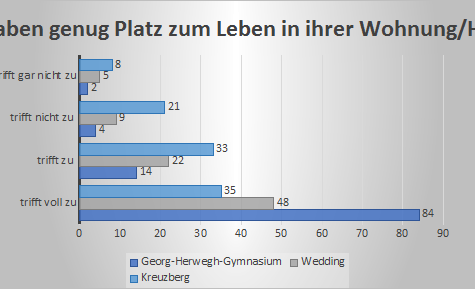 aben genug Platz zum Leben in ihrer Wohnung/H
rifft gar nicht zu
8
5
2
trifft nicht zu
21
9
4
trifft zu
33
22
14
trifft voll zu
35
48
84
0 10 20 30 40 50 60 70 80 90
Georg-Herwegh-Gymnasium Wedding
Kreuzberg